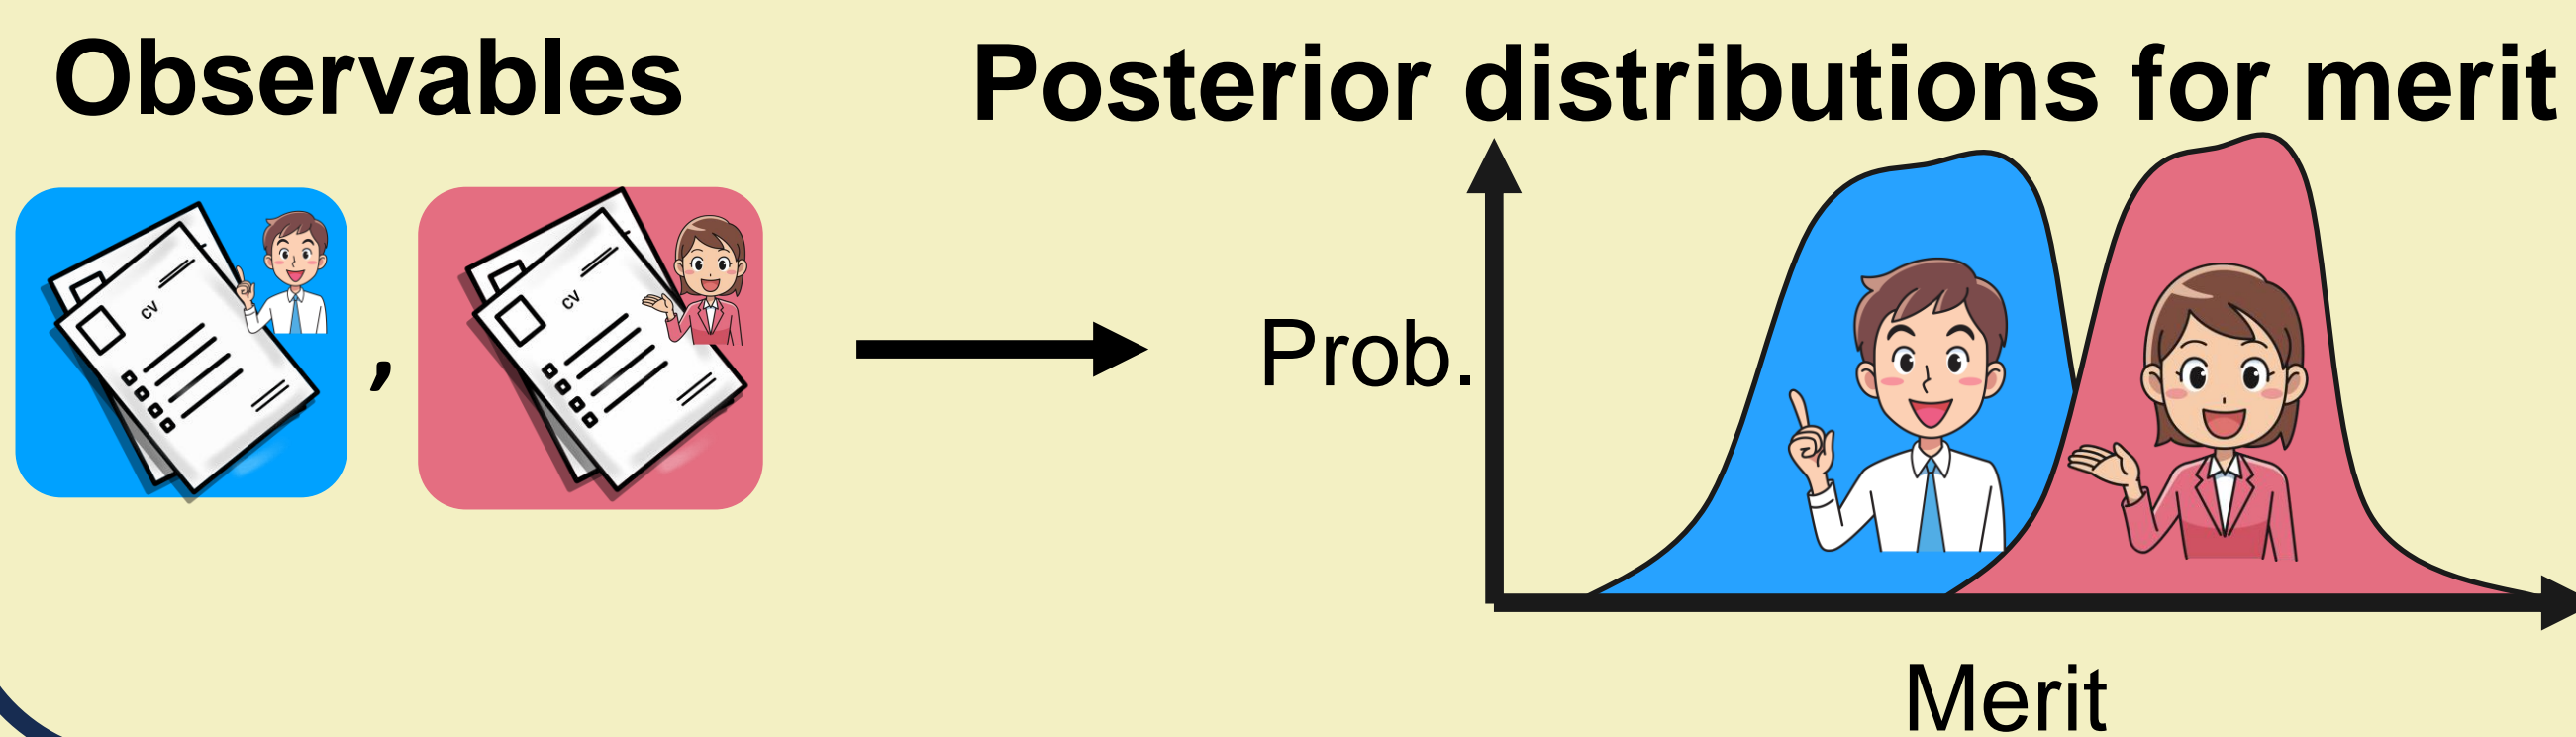 Observables
Posterior distributions for merit
CV
,
CV
Prob.
Merit